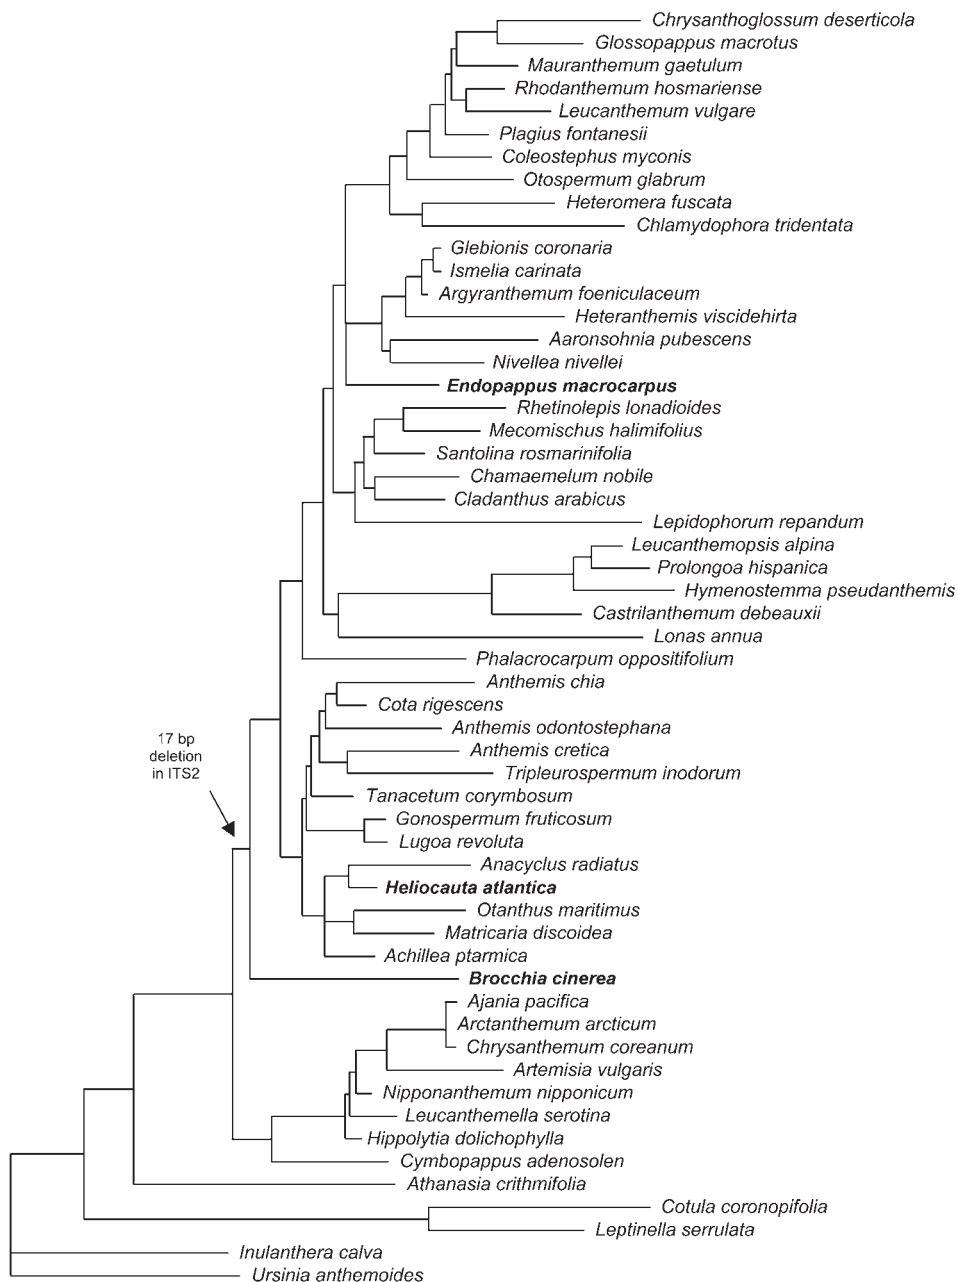 Chrysanthoglossum deserticola
Glossopappus macrotus
Mauranthemum gaetulum
Rhodanthemum hosmariense
Leucanthemum vulgare
Plagius fontanesii
Coleostephus myconis
Otospermum glabrum
Heteromera fuscata
Chlamydophora tridentata
Glebionis coronaria
Ismelia carinata
Argyranthemum foeniculaceum
Heteranthemis viscidehirta
Aaronsohnia pubescens
Nivellea nivellei
Endopappus macrocarpus
Rhetinolepis lonadioides
Mecomischus halimifolius
Santolina rosmarinifolia
Chamaemelum nobile
Cladanthus arabicus
Lepidophorum repandum
Leucanthemopsis alpina
Prolongoa hispanica
Hymenostemma pseudanthemis
Castrilanthemum debeauxii
Lonas annua
Phalacrocarpum oppositifolium
Anthemis chia
Cota rigescens
Anthemis odontostephana
Anthemis cretica
Tripleurospermum inodorum
Tanacetum corymbosum
Gonospermum fruticosum
Lugoa revoluta
Anacyclus radiatus
Heliocauta atlantica
Otanthus maritimus
Matricaria discoidea
Achillea ptarmica
Brocchia cinerea
Ajania pacifica
Arctanthemum arcticum
Chrysanthemum coreanum
Artemisia vulgaris
Nipponanthemum nipponicum
Leucanthemella serotina
Hippolytia dolichophylla
Cymbopappus adenosolen
Athanasia crithmifolia
Cotula coronopifolia
Leptinella serrulata
Inulanthera calva
Ursinia anthemoides
17 bp
deletion
in ITS2